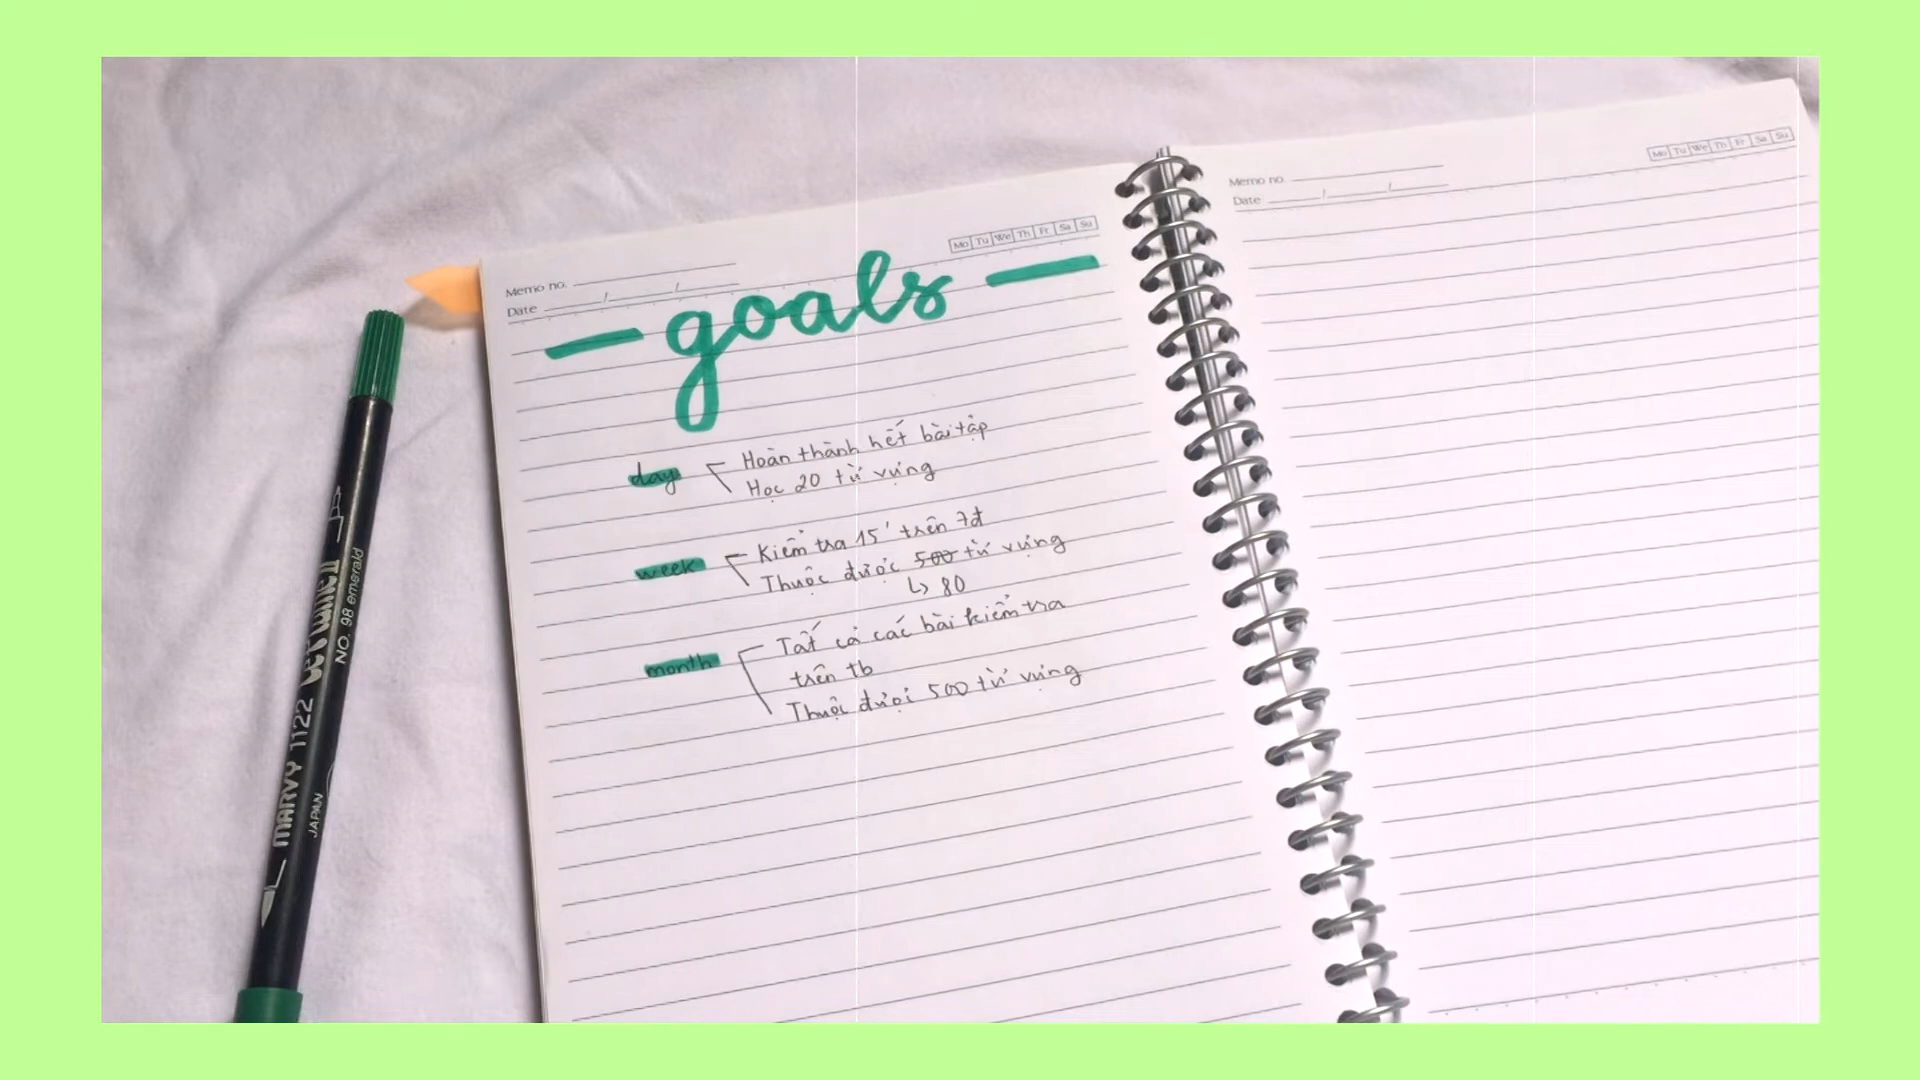 Memo no.
Date / /
Mo Tu We Th Fr Sa Su
- goals -
day
Hoàn thành hết bài tập
Học 20 từ vựng
week
Kiểm tra 15' trên 7đ
Thuộc được 500 từ vựng
↳ 80
month
Tất cả các bài kiểm tra
trên tb
Thuộc được 500 từ vựng
Memo no.
Date / /
Mo Tu We Th Fr Sa Su
MARVY 1122
NO. 98 emerald
JAPAN